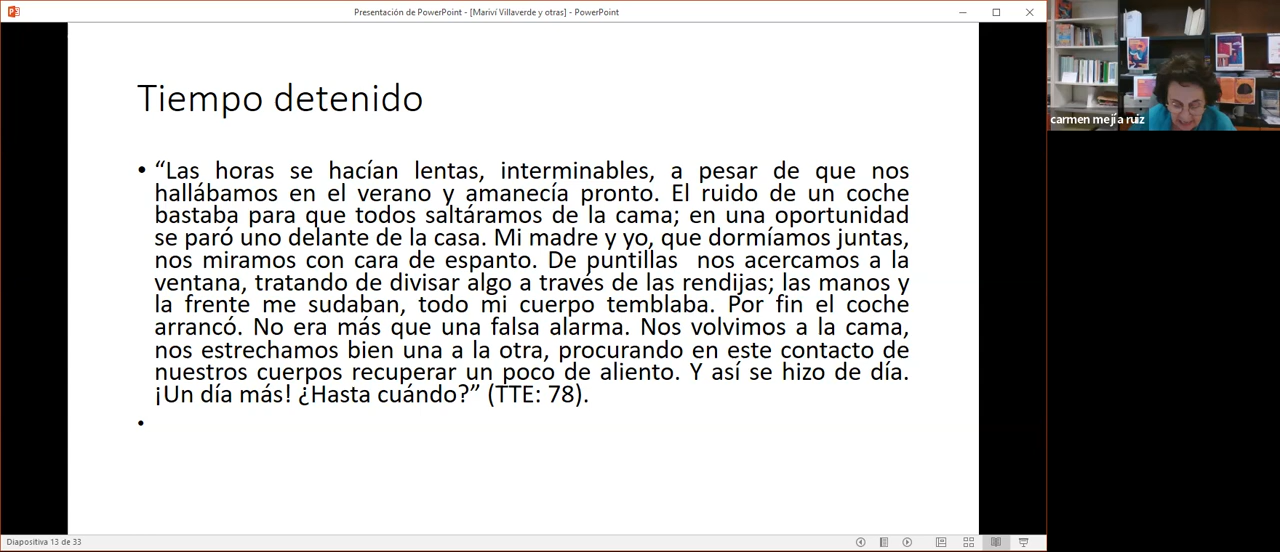 Presentación de PowerPoint - [Mariví Villaverde y otras] - PowerPoint
Tiempo detenido
• “Las horas se hacían lentas, interminables, a pesar de que nos
hallábamos en el verano y amanecía pronto. El ruido de un coche
bastaba para que todos saltáramos de la cama; en una oportunidad
se paró uno delante de la casa. Mi madre y yo, que dormíamos juntas,
nos miramos con cara de espanto. De puntillas nos acercamos a la
ventana, tratando de divisar algo a través de las rendijas; las manos y
la frente me sudaban, todo mi cuerpo temblaba. Por fin el coche
arrancó. No era más que una falsa alarma. Nos volvimos a la cama,
nos estrechamos bien una a la otra, procurando en este contacto de
nuestros cuerpos recuperar un poco de aliento. Y así se hizo de día.
¡Un día más! ¿Hasta cuándo?” (TTE: 78).
•
Diapositiva 13 de 33
carmen mejía ruiz